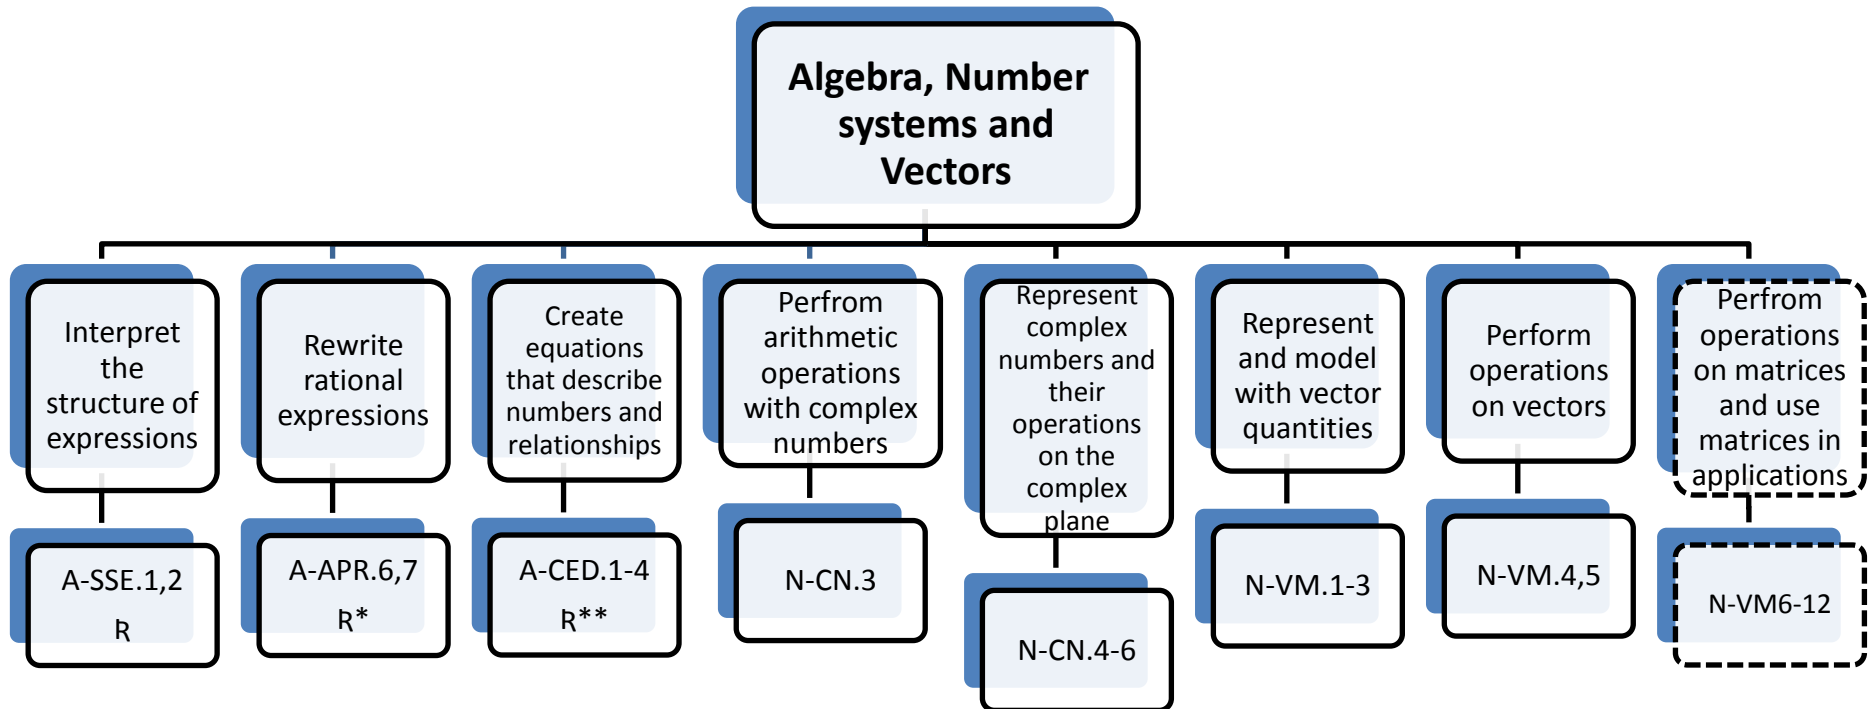 Algebra, Number
systems and
Vectors
Interpret
the
structure of
expressions
Rewrite
rational
expressions
Create
equations
that describe
numbers and
relationships
Perfrom
arithmetic
operations
with complex
numbers
Represent
complex
numbers and
their
operations
on the
complex
plane
Represent
and model
with vector
quantities
Perform
operations
on vectors
Perfrom
operations
on matrices
and use
matrices in
applications
A-SSE.1,2
R
A-APR.6,7
R*
A-CED.1-4
R**
N-CN.3
N-CN.4-6
N-VM.1-3
N-VM.4,5
N-VM6-12